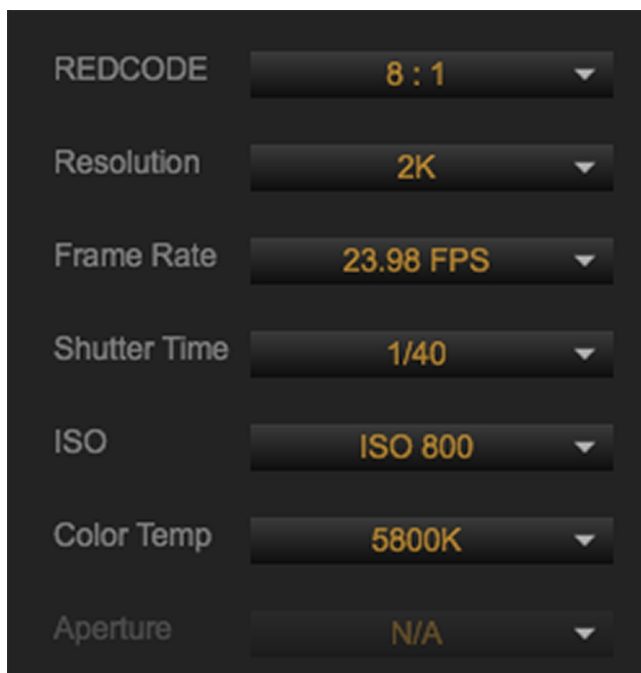 REDCODE 8 : 1
Resolution 2K
Frame Rate 23.98 FPS
Shutter Time 1/40
ISO ISO 800
Color Temp 5800K
Aperture N/A